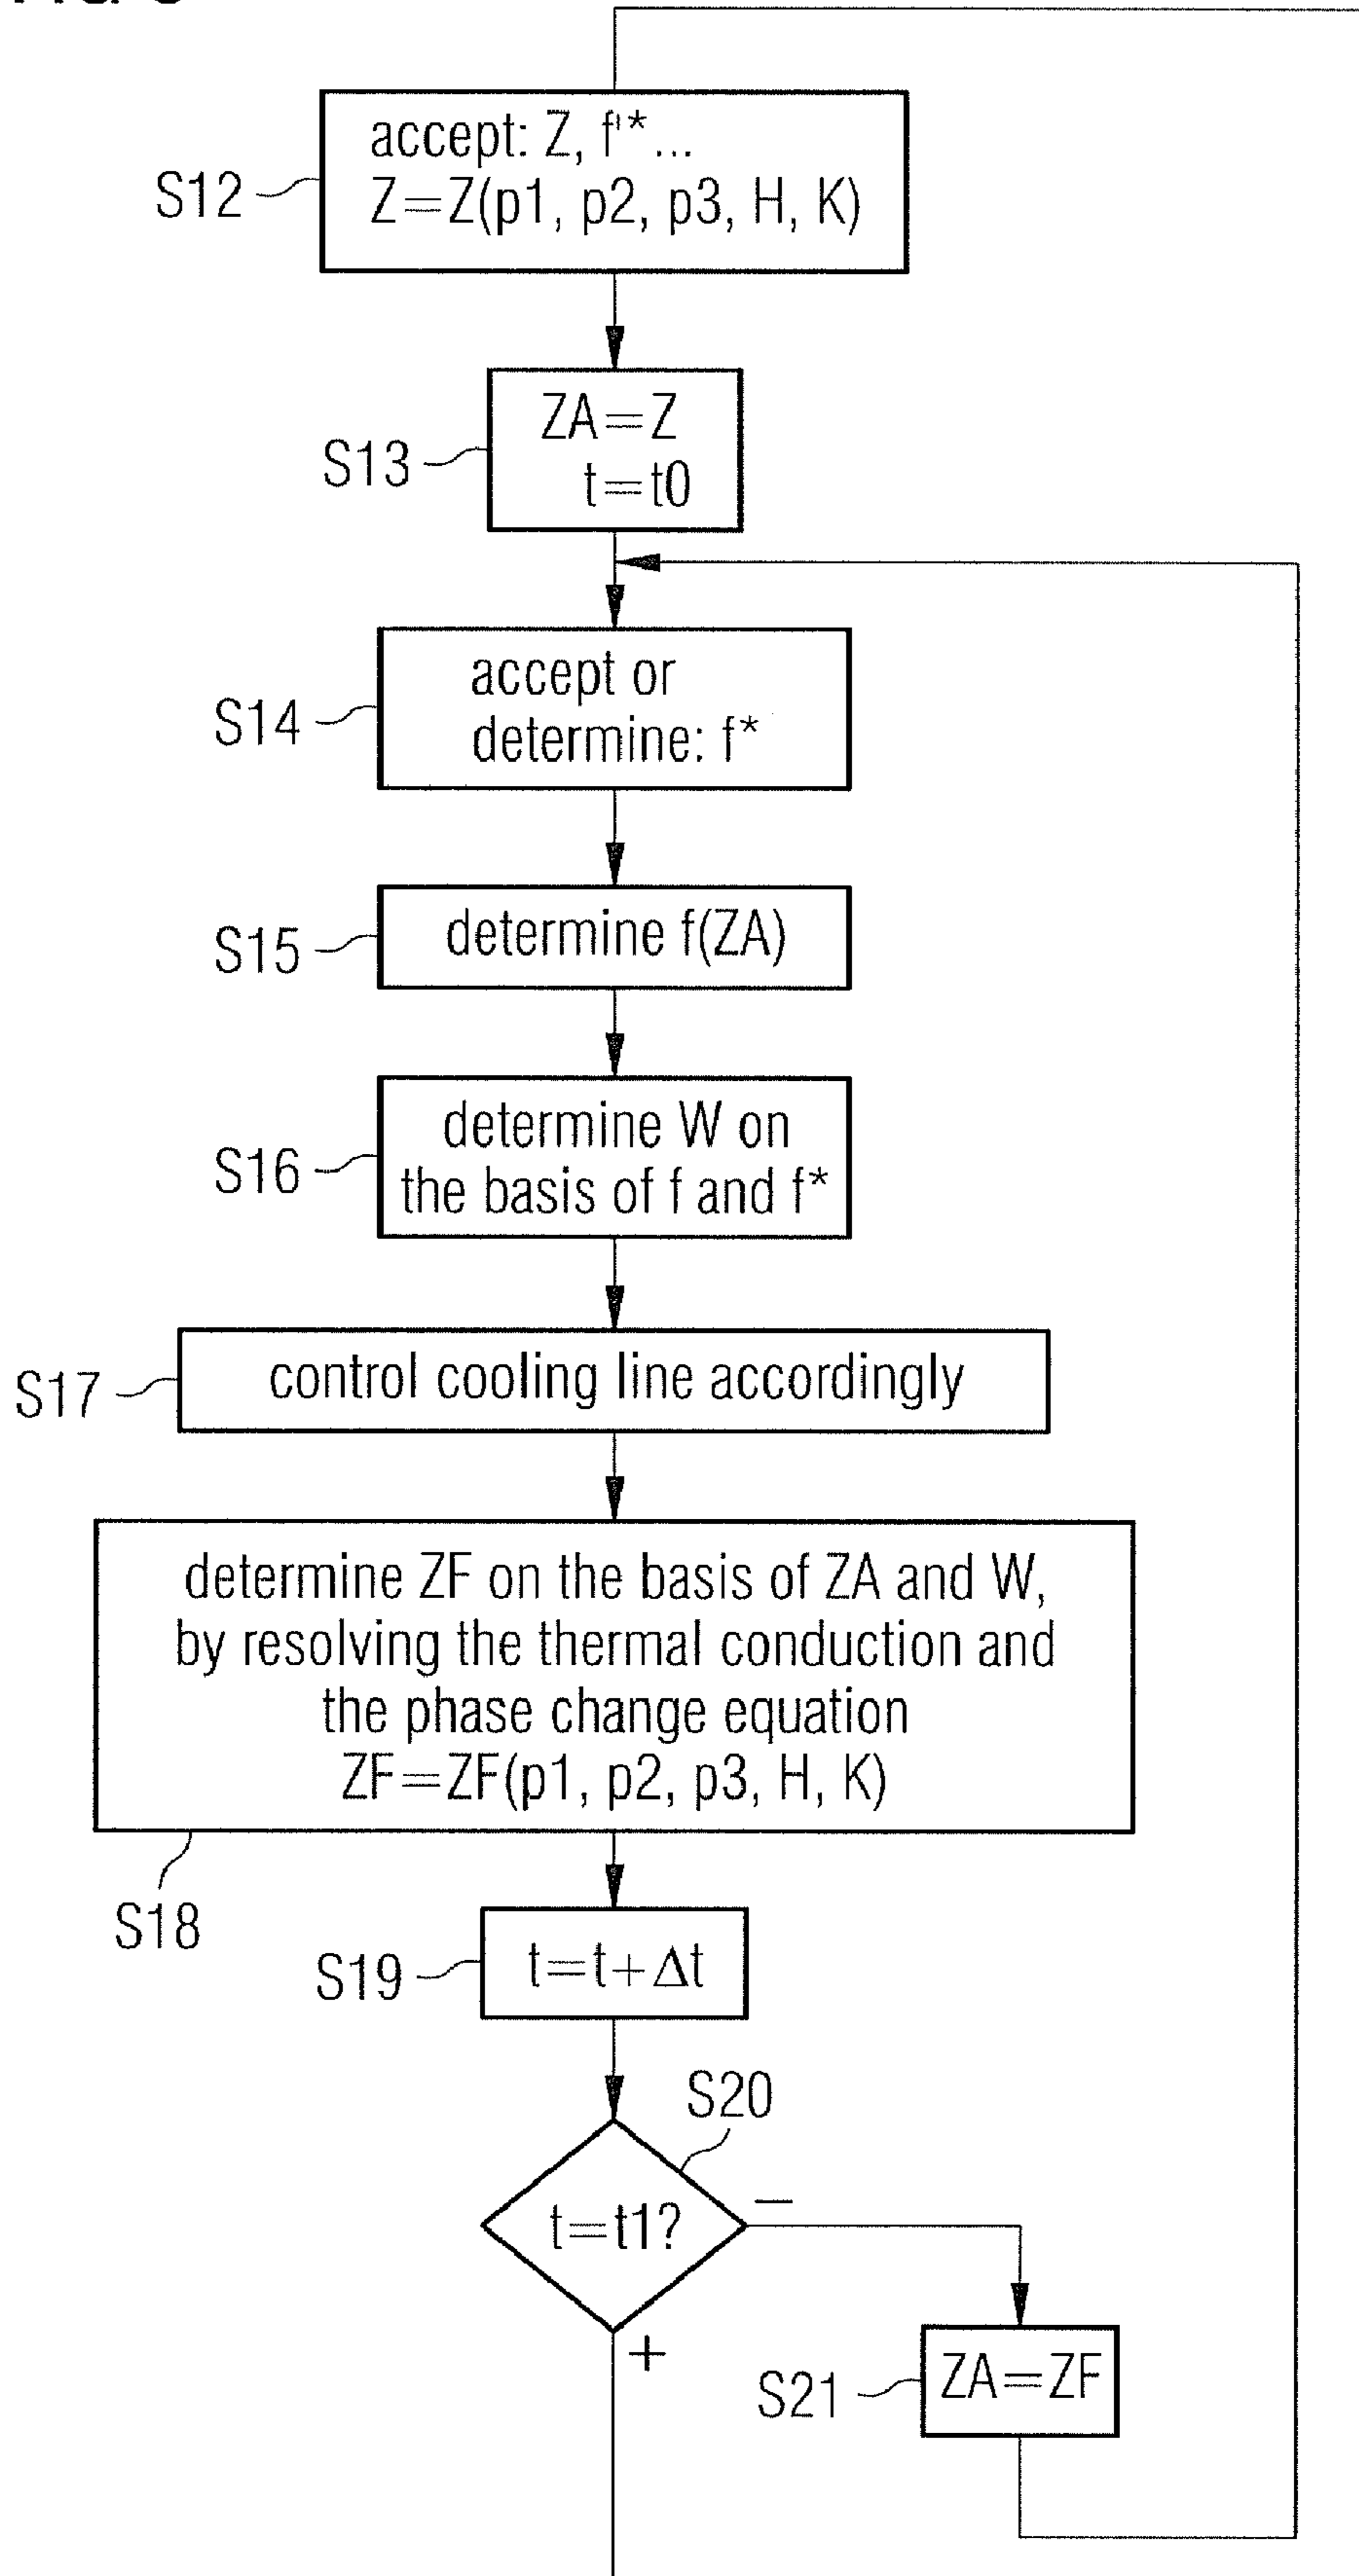 accept: Z, f'*...
Z=Z(p1, p2, p3, H, K)
S12
ZA=Z
t=t0
S13
accept or
determine: f*
S14
determine f(ZA)
S15
determine W on
the basis of f and f*
S16
control cooling line accordingly
S17
determine ZF on the basis of ZA and W,
by resolving the thermal conduction and
the phase change equation
ZF=ZF(p1, p2, p3, H, K)
S18
t=t+Δt
S19
S20
t=t1?
−
+
ZA=ZF
S21